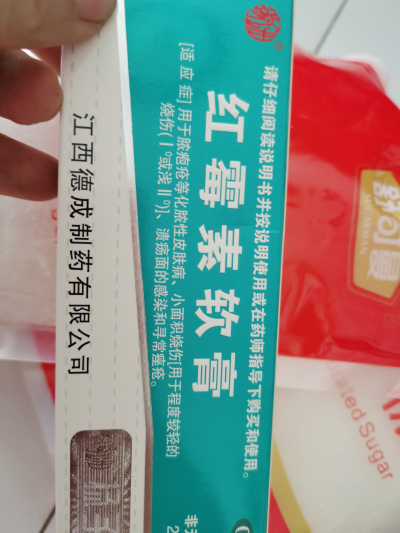 请仔细阅读说明书并按说明使用或在药师指导下购买和使用。
红霉素软膏
[适应症]用于脓疱疮等化脓性皮肤病、小面积烧伤[用于程度较轻的
烧伤(Ⅰ°或浅Ⅱ°)]、溃疡面的感染和寻常痤疮。
江西德成制药有限公司
舒可曼
ated Sugar